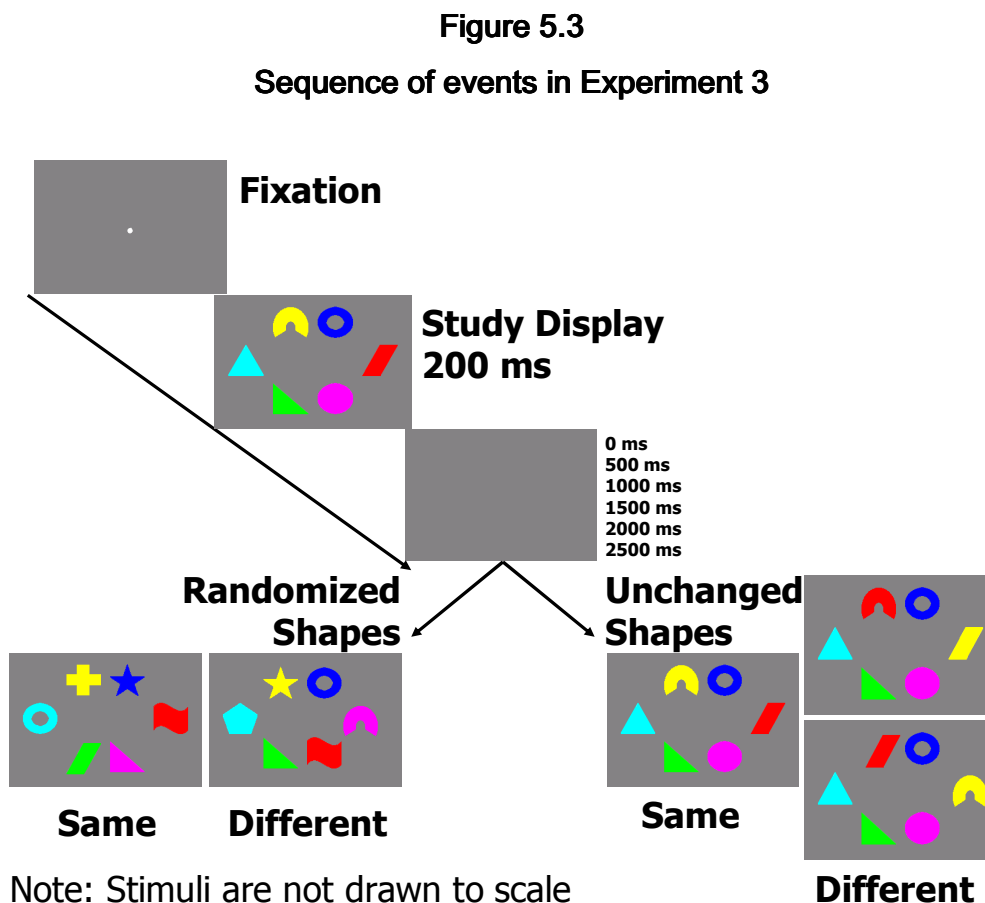 Figure 5.3
Sequence of events in Experiment 3
Fixation
Study Display
200 ms
0 ms
500 ms
1000 ms
1500 ms
2000 ms
2500 ms
Randomized
Shapes
Unchanged
Shapes
Same
Different
Same
Different
Note: Stimuli are not drawn to scale